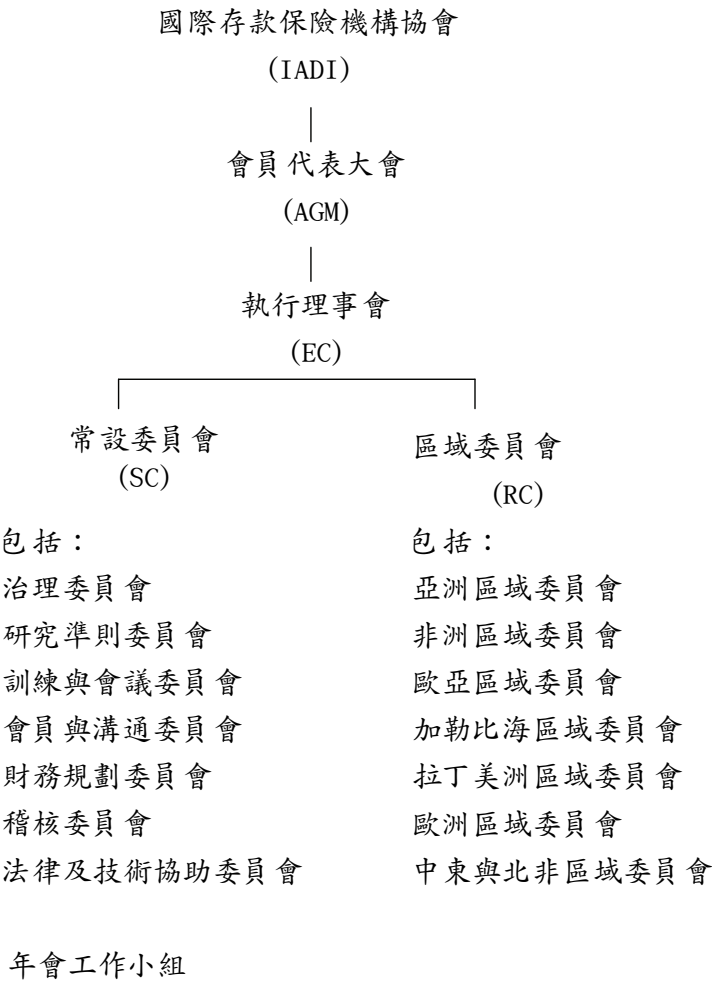 國際存款保險機構協會
(IADI)
會員代表大會
(AGM)
執行理事會
(EC)
常設委員會
(SC)
包括：
治理委員會
研究準則委員會
訓練與會議委員會
會員與溝通委員會
財務規劃委員會
稽核委員會
法律及技術協助委員會
年會工作小組
區域委員會
(RC)
包括：
亞洲區域委員會
非洲區域委員會
歐亞區域委員會
加勒比海區域委員會
拉丁美洲區域委員會
歐洲區域委員會
中東與北非區域委員會